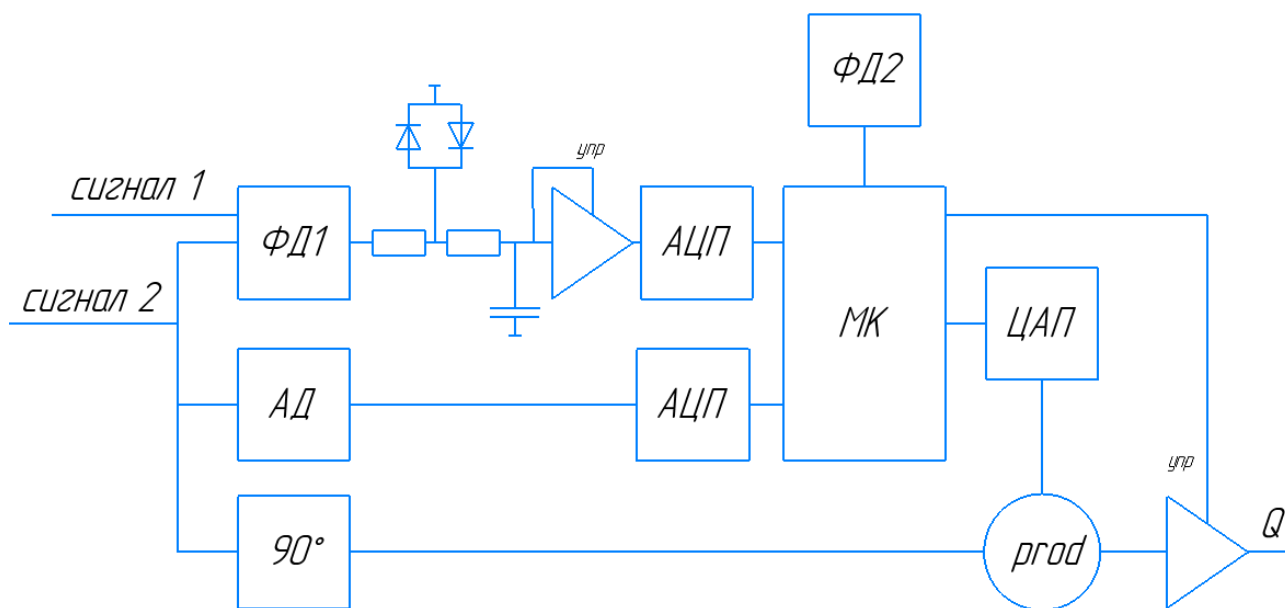 ФД2
упр
сигнал 1
ФД1
АЦП
сигнал 2
МК
ЦАП
АД
АЦП
упр
90°
prod
Q